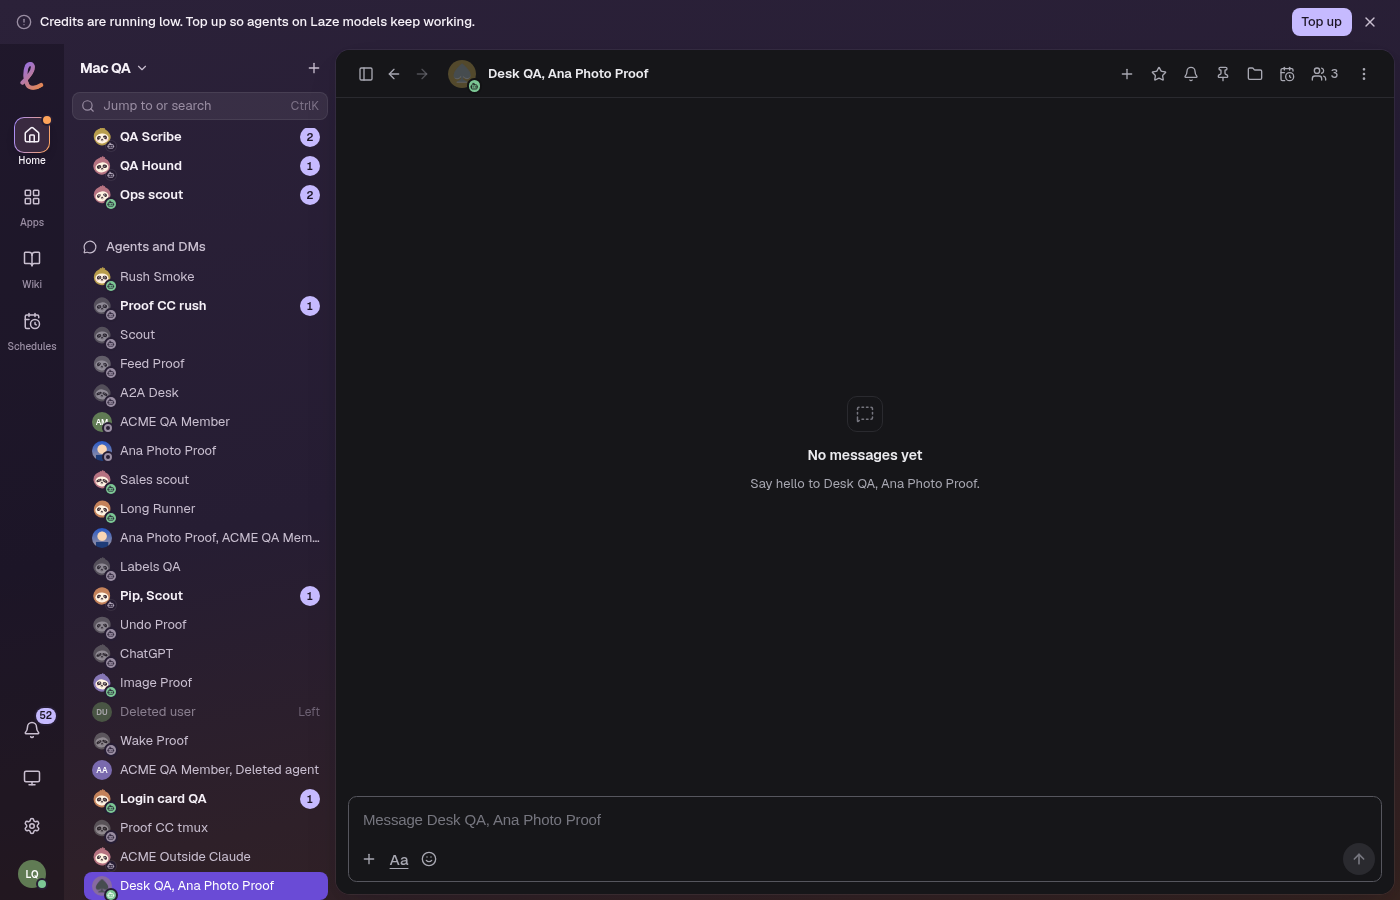 Credits are running low. Top up so agents on Laze models keep working.
Top up
Mac QA
Jump to or search
CtrlK
Home
Apps
Wiki
Schedules
52
LQ
QA Scribe
2
QA Hound
1
Ops scout
2
Agents and DMs
Rush Smoke
Proof CC rush
1
Scout
Feed Proof
A2A Desk
AM
ACME QA Member
Ana Photo Proof
Sales scout
Long Runner
Ana Photo Proof, ACME QA Mem…
Labels QA
Pip, Scout
1
Undo Proof
ChatGPT
Image Proof
DU
Deleted user
Left
Wake Proof
AA
ACME QA Member, Deleted agent
Login card QA
1
Proof CC tmux
ACME Outside Claude
Desk QA, Ana Photo Proof
Desk QA, Ana Photo Proof
3
No messages yet
Say hello to Desk QA, Ana Photo Proof.
Message Desk QA, Ana Photo Proof
Aa